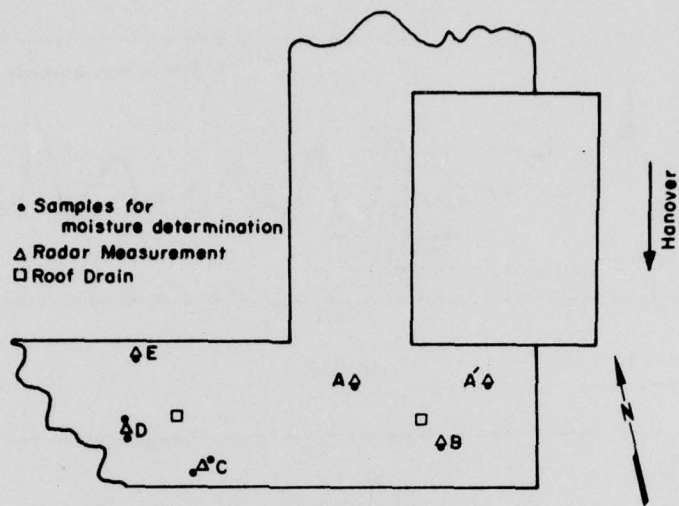 Samples for
moisture determination
Radar Measurement
Roof Drain
Hanover
E
A
A′
D
B
C
N